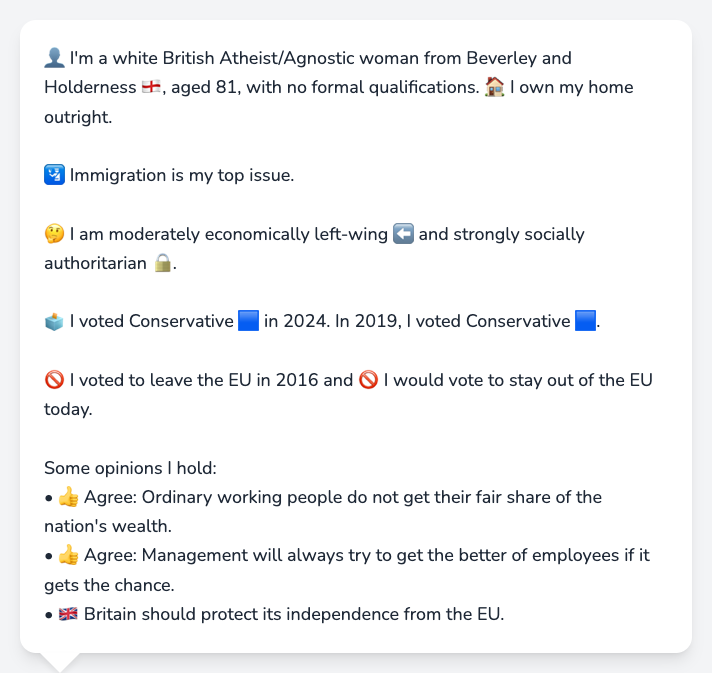 👤 I'm a white British Atheist/Agnostic woman from Beverley and
Holderness 🏴󠁧󠁢󠁥󠁮󠁧󠁿, aged 81, with no formal qualifications. 🏠 I own my home
outright.
🛂 Immigration is my top issue.
🤔 I am moderately economically left-wing ⬅️ and strongly socially
authoritarian 🔒.
🗳️ I voted Conservative 🟦 in 2024. In 2019, I voted Conservative 🟦.
🚫 I voted to leave the EU in 2016 and 🚫 I would vote to stay out of the EU
today.
Some opinions I hold:
• 👍 Agree: Ordinary working people do not get their fair share of the
nation's wealth.
• 👍 Agree: Management will always try to get the better of employees if it
gets the chance.
• 🇬🇧 Britain should protect its independence from the EU.